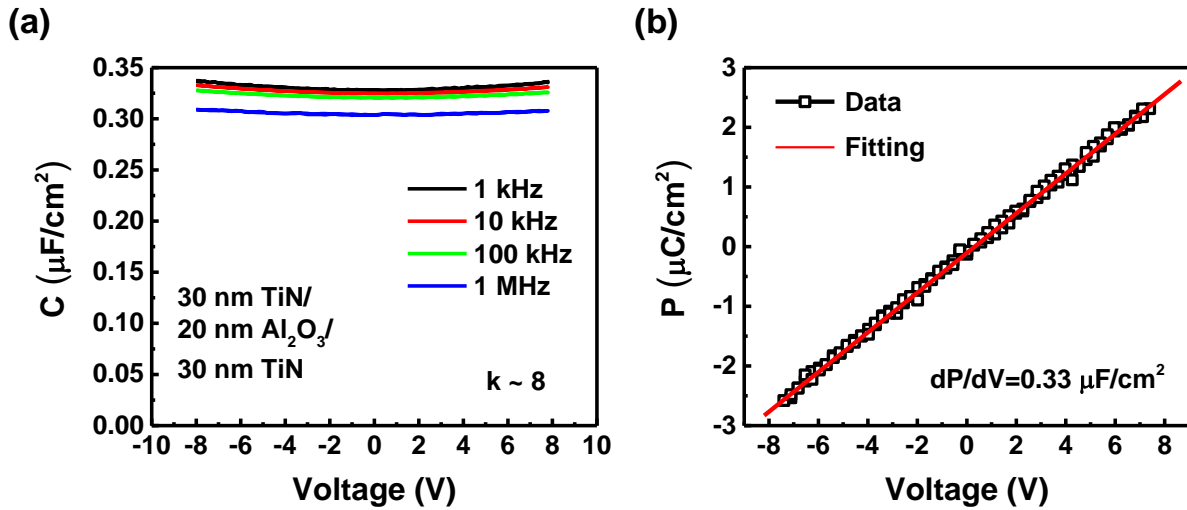 (a)
C (μF/cm²)
0.35
0.30
0.25
0.20
0.15
0.10
0.05
0.00
1 kHz
10 kHz
100 kHz
1 MHz
30 nm TiN/
20 nm Al₂O₃/
30 nm TiN
k ~ 8
-10 -8 -6 -4 -2 0 2 4 6 8 10
Voltage (V)
(b)
P (μC/cm²)
3
2
1
0
-1
-2
-3
Data
Fitting
dP/dV=0.33 μF/cm²
-8 -6 -4 -2 0 2 4 6 8
Voltage (V)